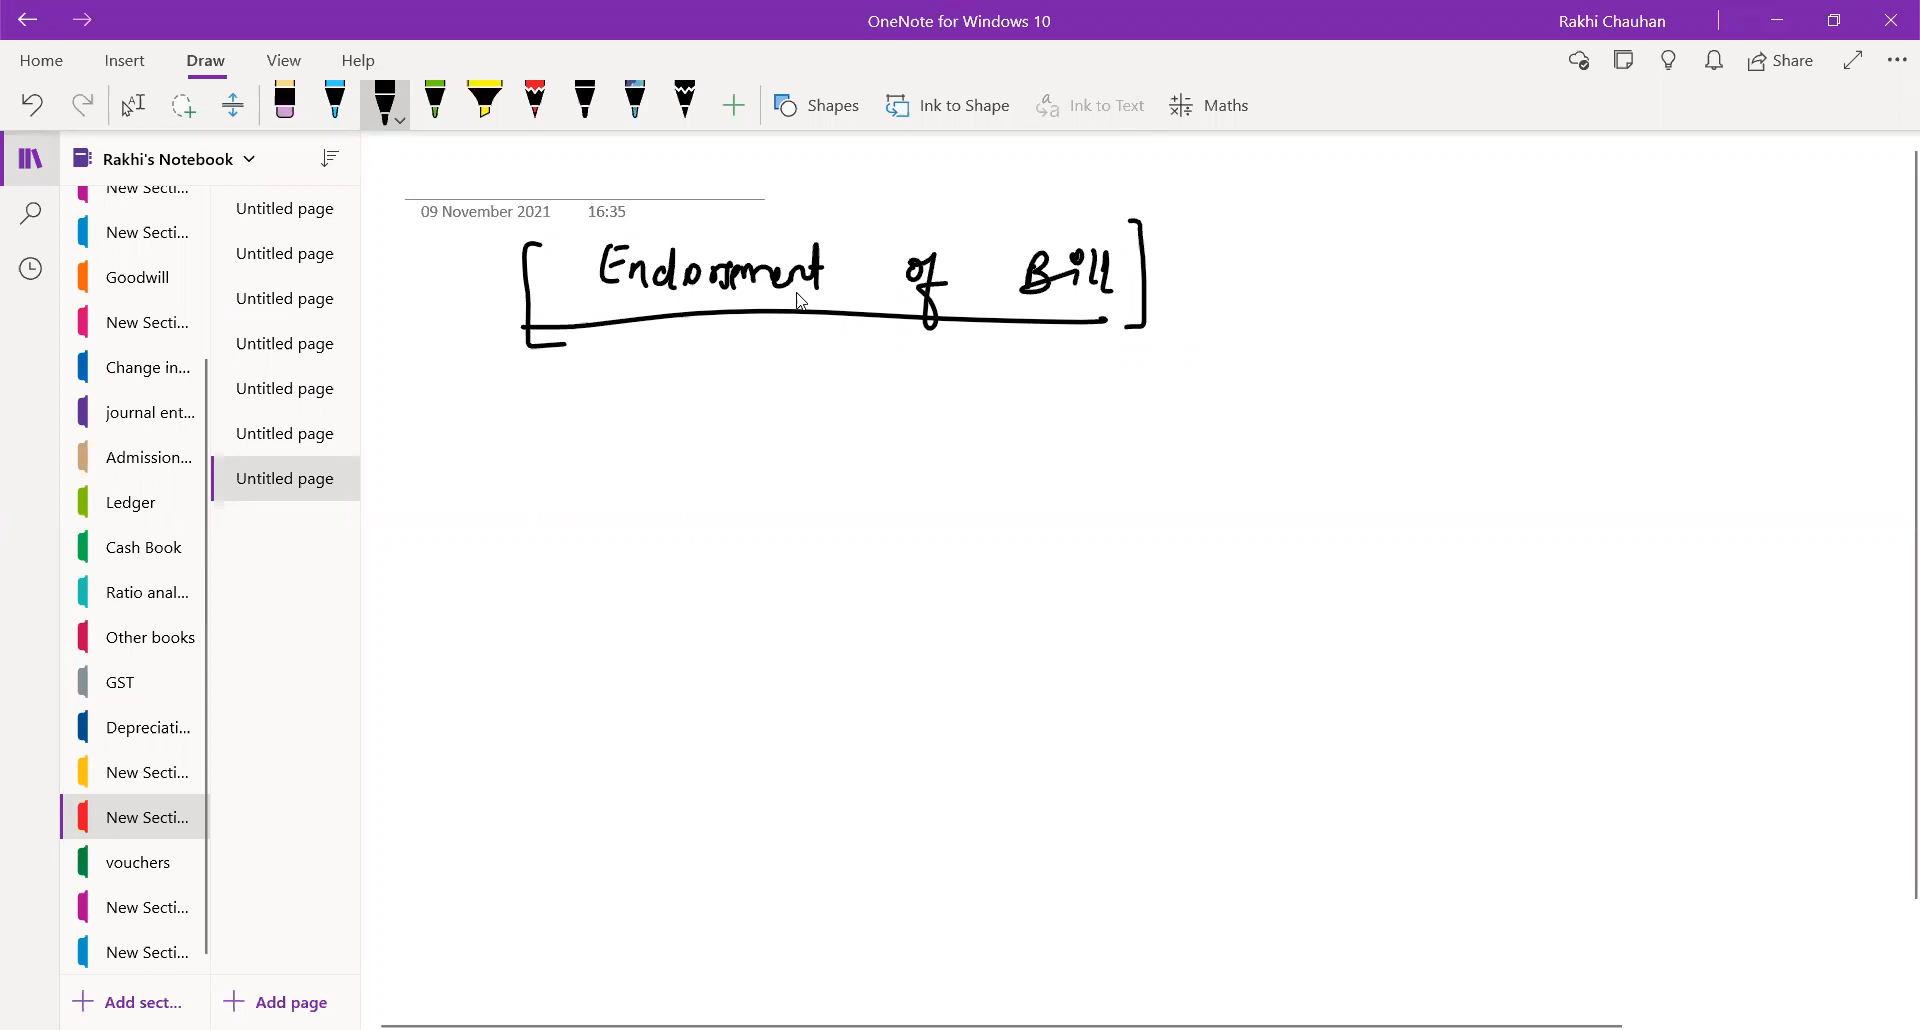 OneNote for Windows 10
Rakhi Chauhan
Home Insert Draw View Help
Share
Shapes Ink to Shape Ink to Text Maths
Rakhi's Notebook
New Secti...
New Secti...
Goodwill
New Secti...
Change in...
journal ent...
Admission...
Ledger
Cash Book
Ratio anal...
Other books
GST
Depreciati...
New Secti...
New Secti...
vouchers
New Secti...
New Secti...
Add sect...
Untitled page
Untitled page
Untitled page
Untitled page
Untitled page
Untitled page
Untitled page
Add page
09 November 2021 16:35
[ Endorsment of Bill ]